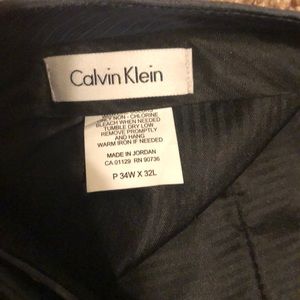 Calvin Klein
NON - CHLORINE
BLEACH WHEN NEEDED
TUMBLE DRY LOW
REMOVE PROMPTLY
AND HANG
WARM IRON IF NEEDED
MADE IN JORDAN
CA 01129 RN 90736
P 34W X 32L